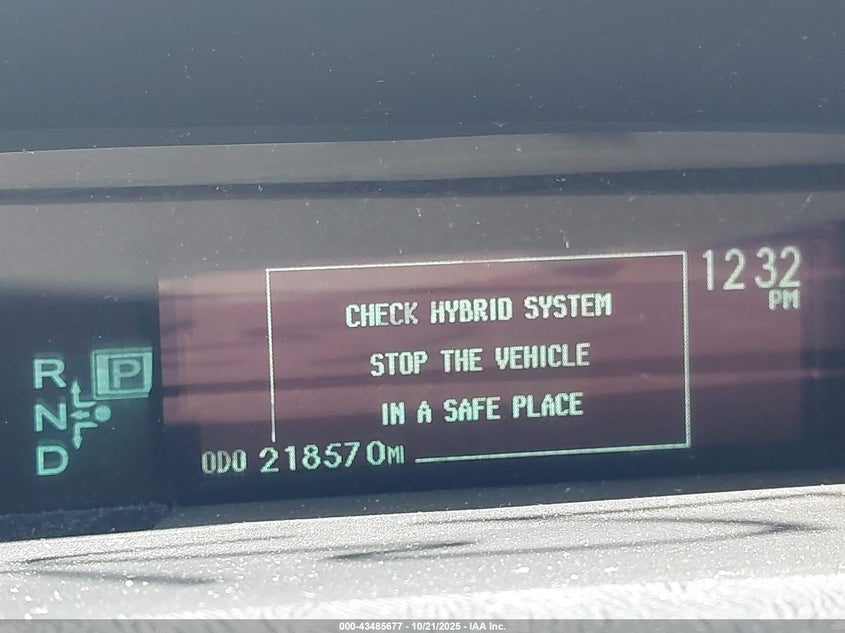 12 32
PM
CHECK HYBRID SYSTEM
STOP THE VEHICLE
IN A SAFE PLACE
R P
N
D
ODO 218570MI
000-43485677 - 10/21/2025 - IAA Inc.